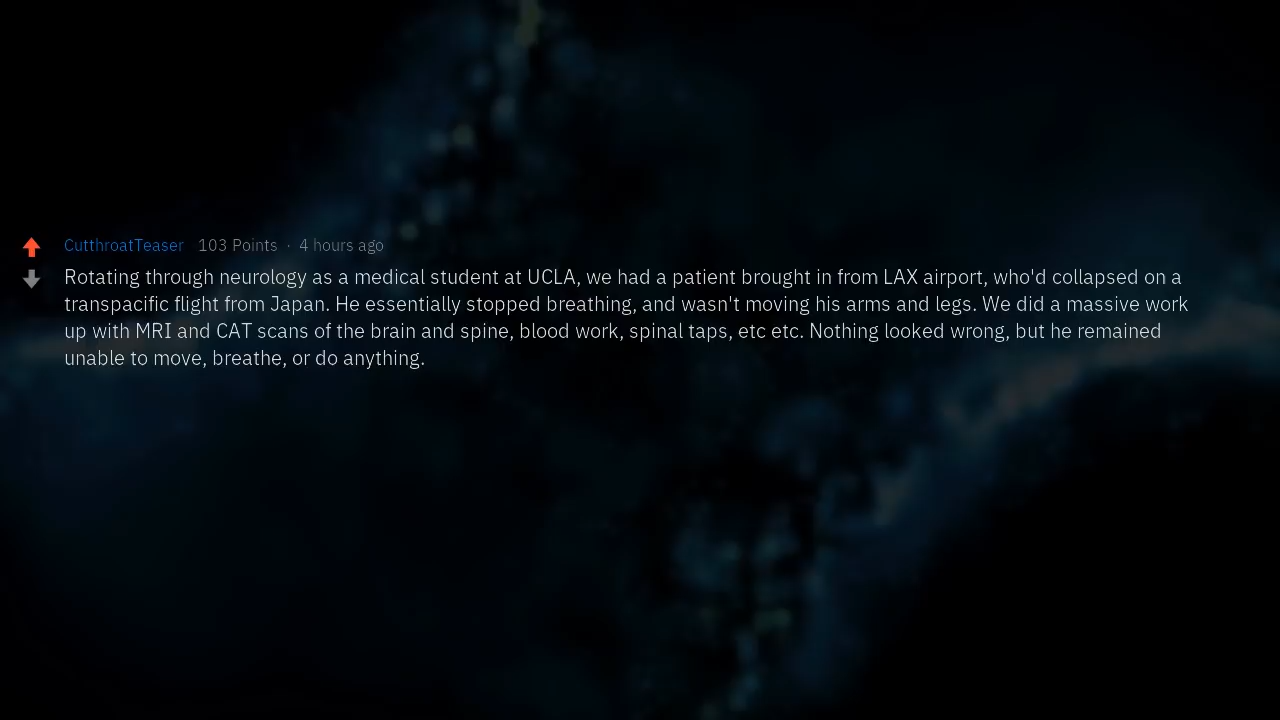 CutthroatTeaser 103 Points · 4 hours ago
Rotating through neurology as a medical student at UCLA, we had a patient brought in from LAX airport, who'd collapsed on a
transpacific flight from Japan. He essentially stopped breathing, and wasn't moving his arms and legs. We did a massive work
up with MRI and CAT scans of the brain and spine, blood work, spinal taps, etc etc. Nothing looked wrong, but he remained
unable to move, breathe, or do anything.